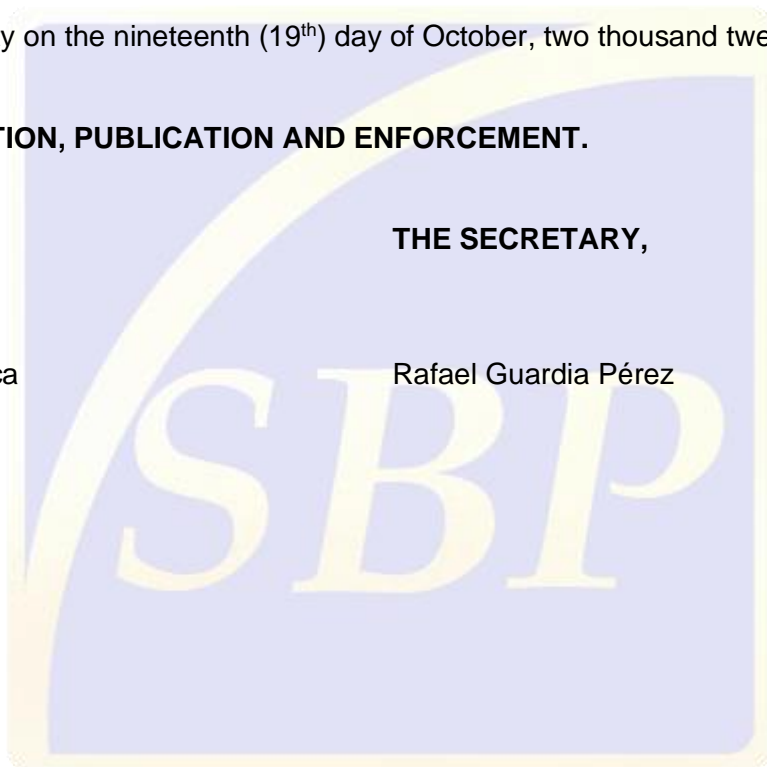 y on the nineteenth (19th) day of October, two thousand twe
TION, PUBLICATION AND ENFORCEMENT.
THE SECRETARY,
ca Rafael Guardia Pérez
SBP